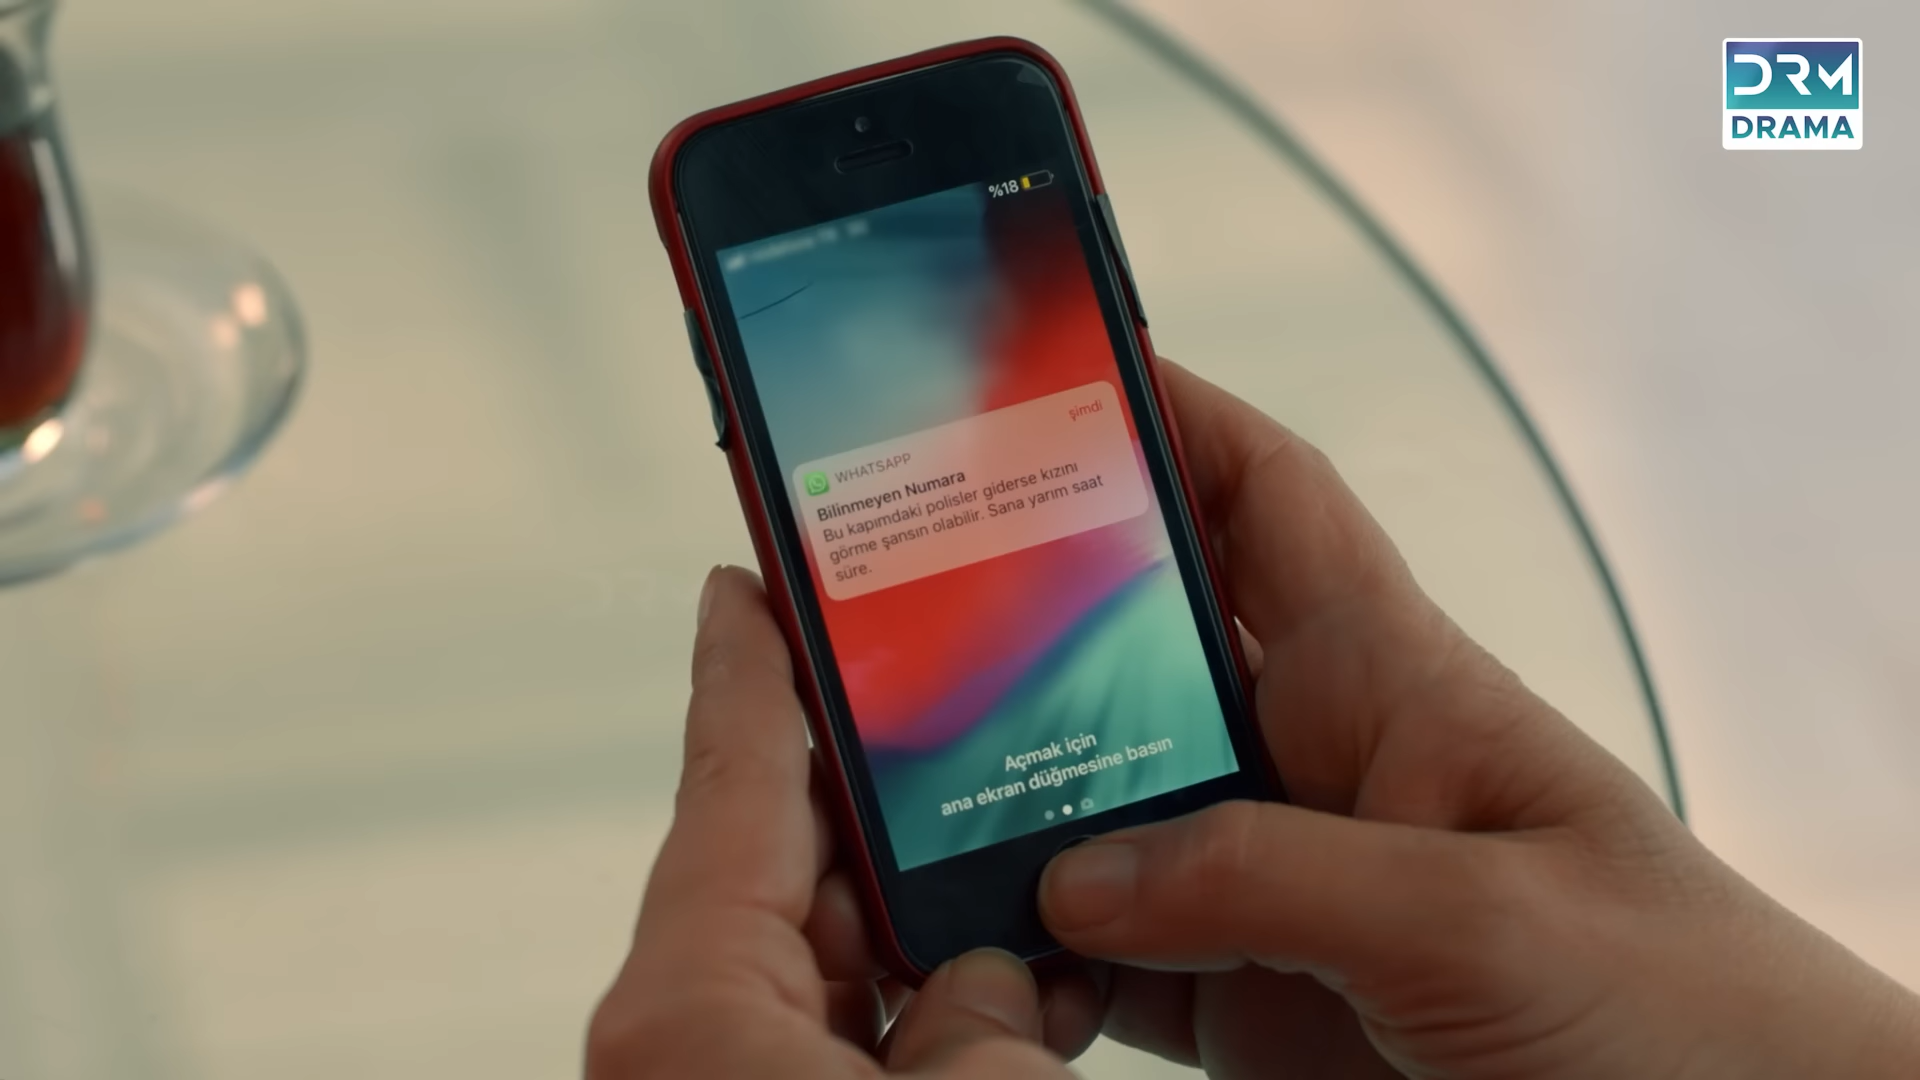 DRM
DRAMA
%18
şimdi
WHATSAPP
Bilinmeyen Numara
Bu kapımdaki polisler giderse kızını
görme şansın olabilir. Sana yarım saat
süre.
Açmak için
ana ekran düğmesine basın